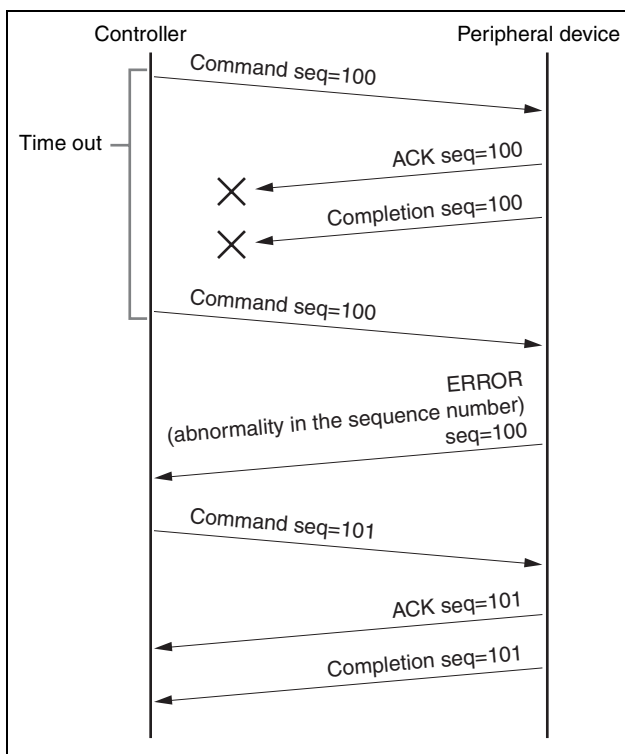 Controller
Peripheral device
Command seq=100
Time out
ACK seq=100
Completion seq=100
Command seq=100
ERROR
(abnormality in the sequence number)
seq=100
Command seq=101
ACK seq=101
Completion seq=101